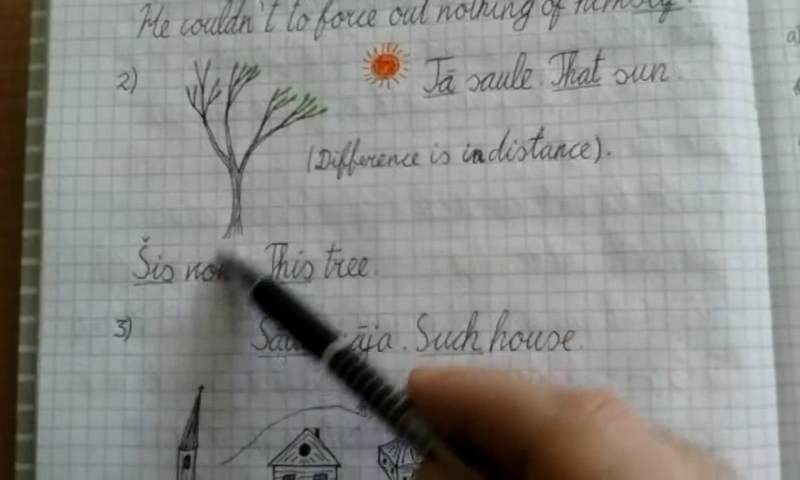 He couldn't to force out nothing of himself.
2)
Tā saule. That sun.
(Difference is in distance).
Šis This tree.
3)
Such house.
a)